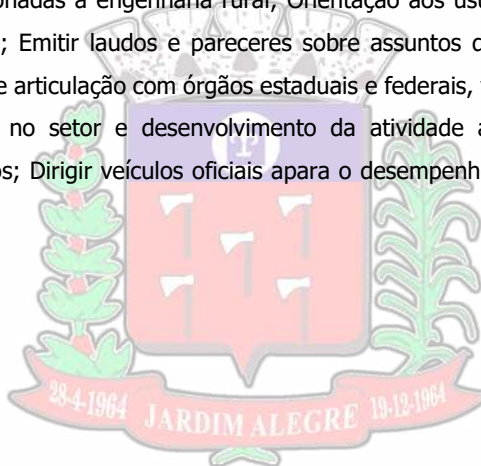 onadas à engenharia rural; Orientação aos usu
; Emitir laudos e pareceres sobre assuntos d
e articulação com órgãos estaduais e federais,
no setor e desenvolvimento da atividade a
os; Dirigir veículos oficiais apara o desempenh
28-4-1964 JARDIM ALEGRE 19-12-1964